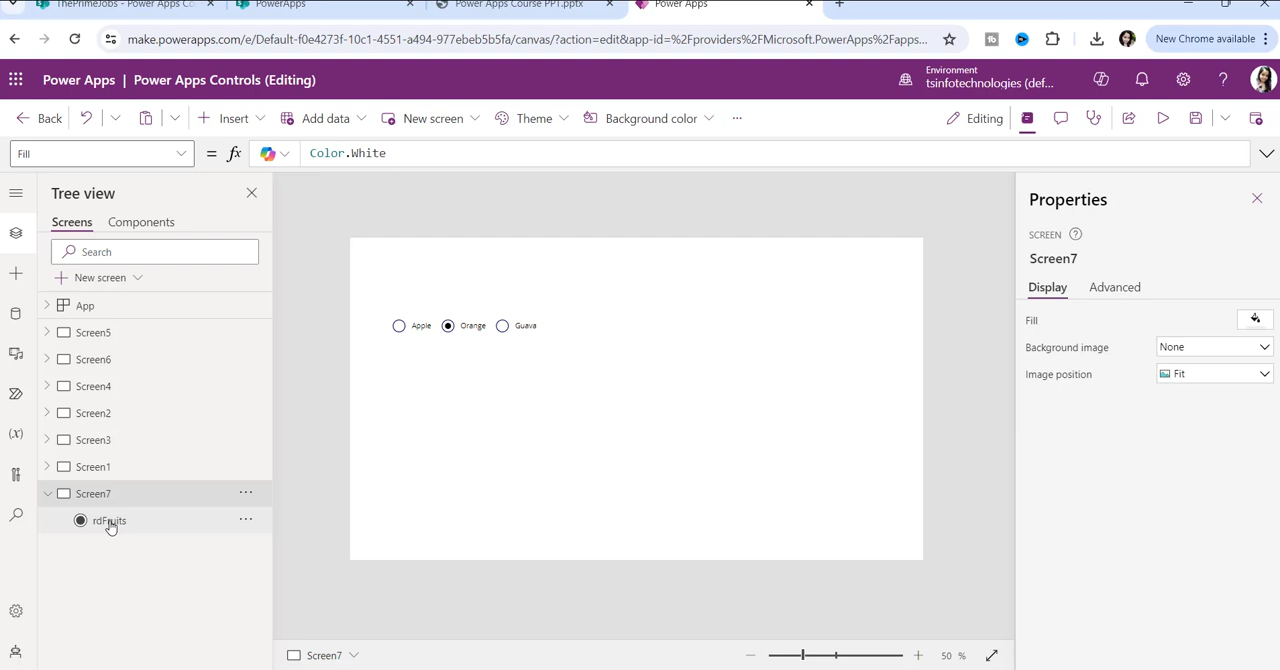 ThePrimeJobs - Power Apps Co
PowerApps
Power Apps Course PPT.pptx
Power Apps
make.powerapps.com/e/Default-f0e4273f-10c1-4551-a494-977ebeb5b5fa/canvas/?action=edit&app-id=%2Fproviders%2FMicrosoft.PowerApps%2Fapps...
New Chrome available
Power Apps | Power Apps Controls (Editing)
Environment
tsinfotechnologies (def...
Back
Insert
Add data
New screen
Theme
Background color
Editing
Fill
= fx
Color.White
Tree view
Screens
Components
Search
New screen
App
Screen5
Screen6
Screen4
Screen2
Screen3
Screen1
Screen7
rdFruits
Apple
Orange
Guava
Properties
SCREEN
Screen7
Display
Advanced
Fill
Background image
None
Image position
Fit
Screen7
50 %